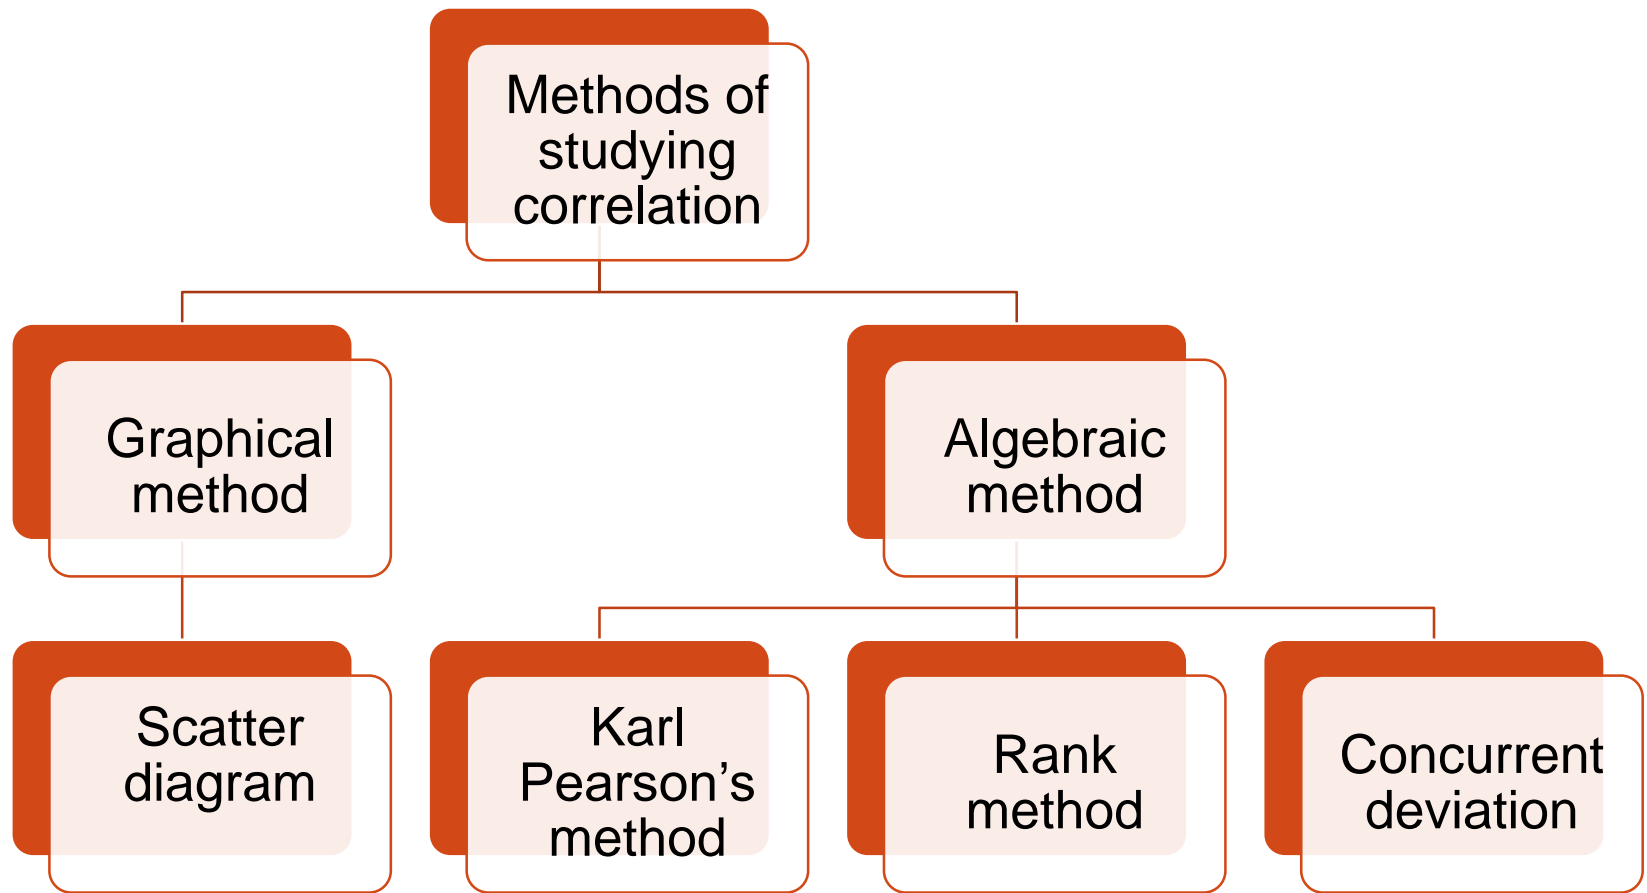 Methods of
studying
correlation
Graphical
method
Algebraic
method
Scatter
diagram
Karl
Pearson’s
method
Rank
method
Concurrent
deviation